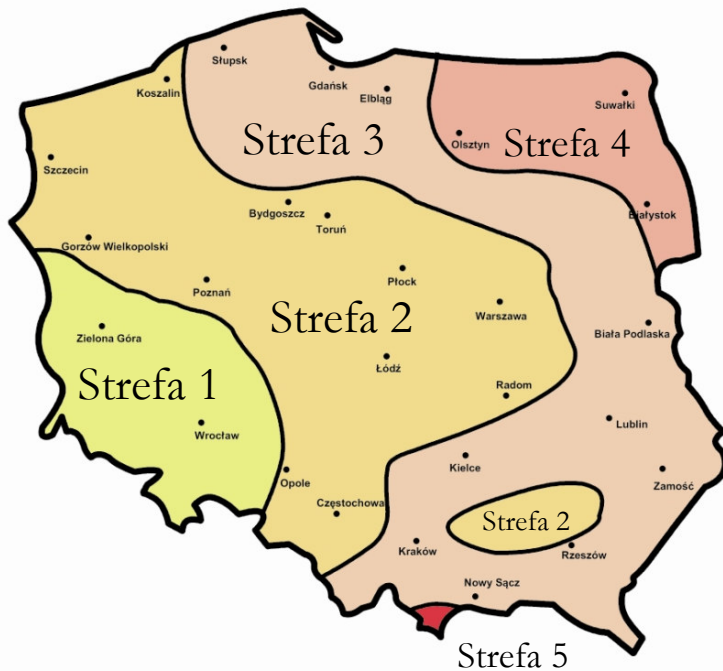 Słupsk
Koszalin
Gdańsk
Elbląg
Suwałki
Strefa 3
Olsztyn
Strefa 4
Szczecin
Bydgoszcz
Toruń
Białystok
Gorzów Wielkopolski
Poznań
Płock
Strefa 2
Warszawa
Zielona Góra
Biała Podlaska
Łódź
Strefa 1
Radom
Wrocław
Lublin
Kielce
Opole
Zamość
Częstochowa
Strefa 2
Kraków
Rzeszów
Nowy Sącz
Strefa 5